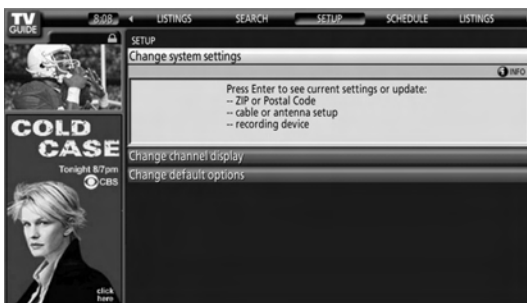 TV
GUIDE
8:08
LISTINGS SEARCH SETUP SCHEDULE LISTINGS
SETUP
Change system settings
INFO
Press Enter to see current settings or update:
-- ZIP or Postal Code
-- cable or antenna setup
-- recording device
Change channel display
Change default options
COLD
CASE
Tonight 8/7pm
CBS
click
here